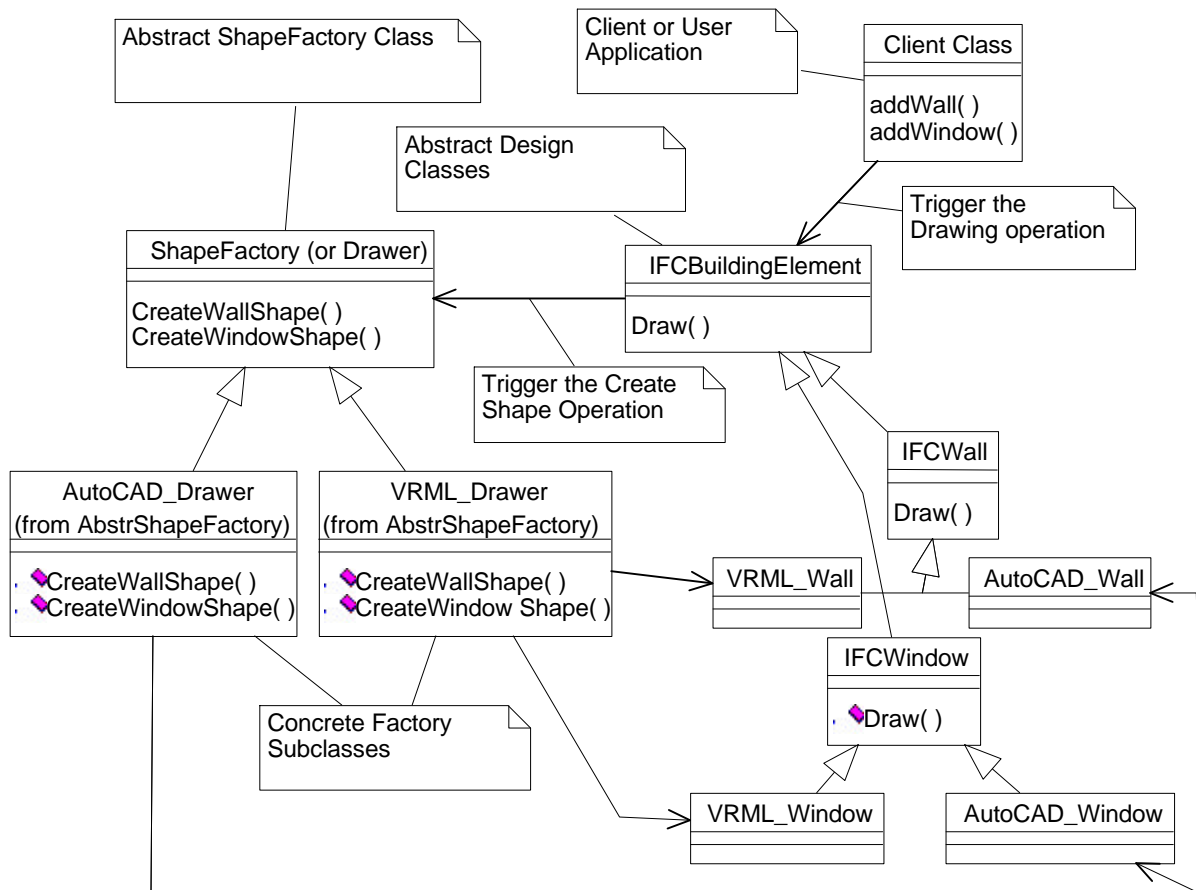 Abstract ShapeFactory Class
Client or User
Application
Client Class
addWall( )
addWindow( )
Abstract Design
Classes
Trigger the
Drawing operation
ShapeFactory (or Drawer)
CreateWallShape( )
CreateWindowShape( )
IFCBuildingElement
Draw( )
Trigger the Create
Shape Operation
IFCWall
Draw( )
AutoCAD_Drawer
(from AbstrShapeFactory)
CreateWallShape( )
CreateWindowShape( )
VRML_Drawer
(from AbstrShapeFactory)
CreateWallShape( )
CreateWindow Shape( )
VRML_Wall
AutoCAD_Wall
IFCWindow
Draw( )
Concrete Factory
Subclasses
VRML_Window
AutoCAD_Window